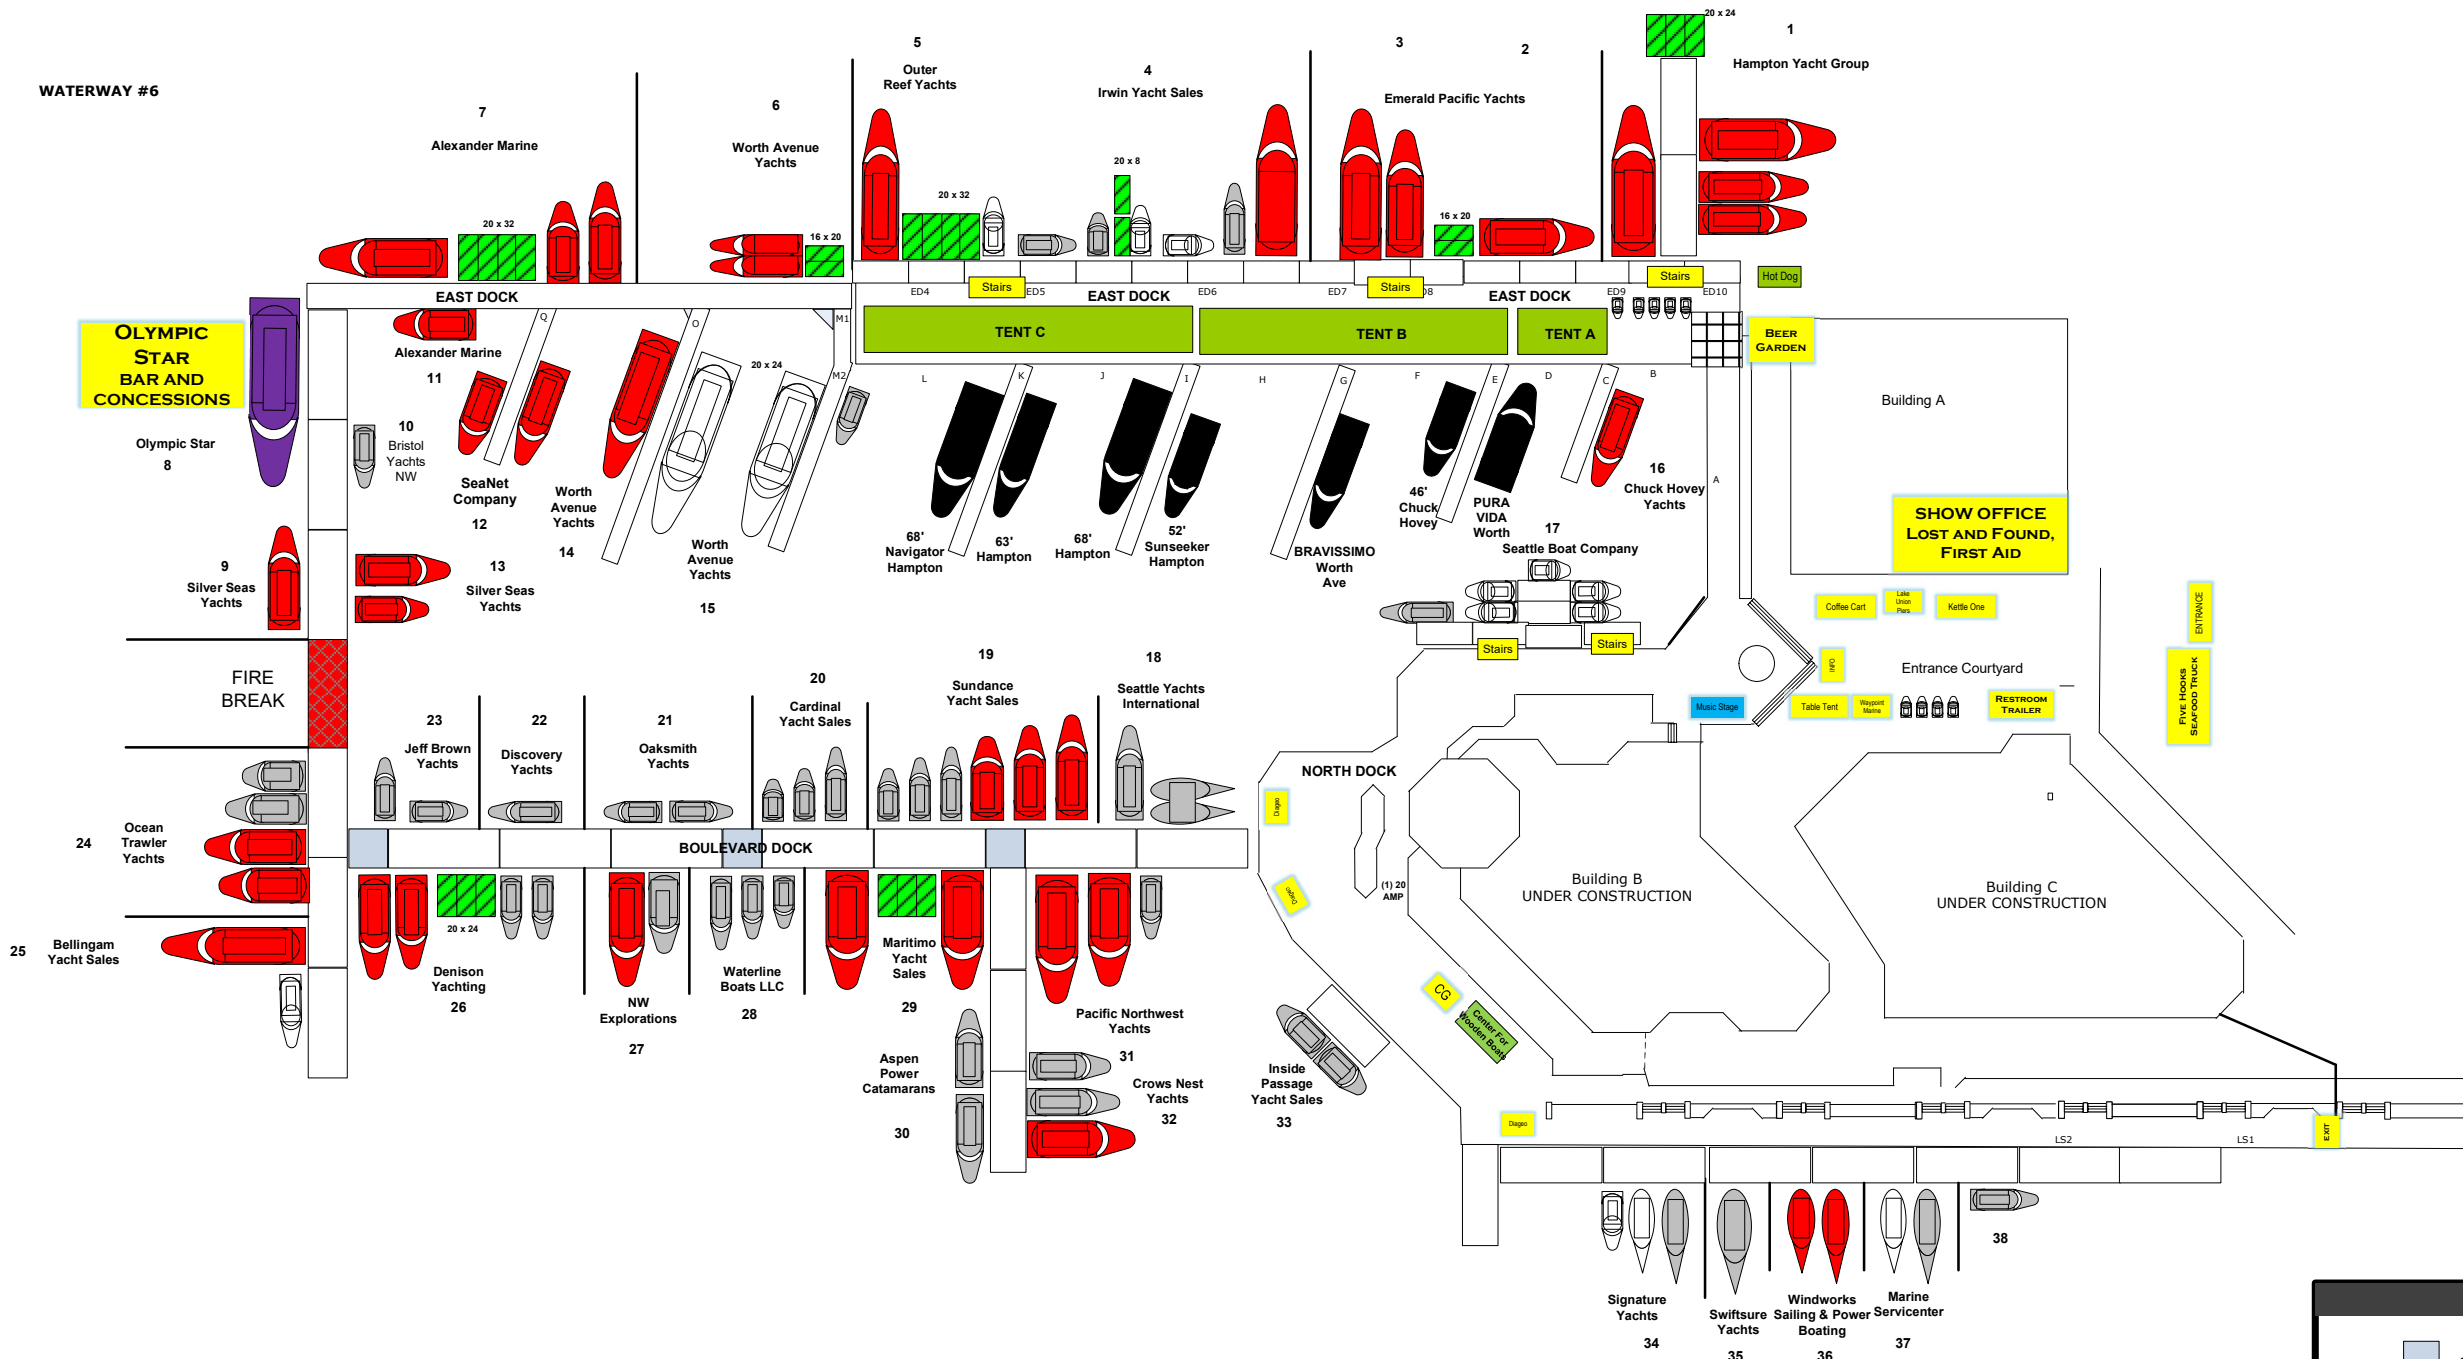 20 x 24
1
Hampton Yacht Group
5
Outer
Reef Yachts
4
Irwin Yacht Sales
3
2
Emerald Pacific Yachts
WATERWAY #6
7
Alexander Marine
6
Worth Avenue
Yachts
20 x 32
16 x 20
20 x 32
20 x 8
16 x 20
Stairs
Stairs
Stairs
Hot Dog
EAST DOCK
ED4
ED5
EAST DOCK
ED6
ED7
D8
EAST DOCK
ED9
ED10
TENT C
TENT B
TENT A
BEER
GARDEN
OLYMPIC
STAR
BAR AND
CONCESSIONS
Olympic Star
8
Q
O
M1
M2
L
K
J
I
H
G
F
E
D
C
B
A
Alexander Marine
11
20 x 24
10
Bristol
Yachts
NW
SeaNet
Company
12
Worth
Avenue
Yachts
14
Worth
Avenue
Yachts
15
68'
Navigator
Hampton
63'
Hampton
68'
Hampton
52'
Sunseeker
Hampton
BRAVISSIMO
Worth
Ave
46'
Chuck
Hovey
PURA
VIDA
Worth
16
Chuck Hovey
Yachts
17
Seattle Boat Company
Building A
SHOW OFFICE
LOST AND FOUND,
FIRST AID
9
Silver Seas
Yachts
13
Silver Seas
Yachts
Stairs
Stairs
Coffee Cart
Lake
Union
Piers
Kettle One
ENTRANCE
INFO
Entrance Courtyard
FIVE HOOKS
SEAFOOD TRUCK
Music Stage
Table Tent
Waypoint
Marine
RESTROOM
TRAILER
FIRE
BREAK
23
Jeff Brown
Yachts
22
Discovery
Yachts
21
Oaksmith
Yachts
20
Cardinal
Yacht Sales
19
Sundance
Yacht Sales
18
Seattle Yachts
International
NORTH DOCK
Diageo
Diageo
(1) 20
AMP
BOULEVARD DOCK
24
Ocean
Trawler
Yachts
25
Bellingam
Yacht Sales
20 x 24
Denison
Yachting
26
NW
Explorations
27
Waterline
Boats LLC
28
Maritimo
Yacht
Sales
29
Aspen
Power
Catamarans
30
Pacific Northwest
Yachts
31
Crows Nest
Yachts
32
Inside
Passage
Yacht Sales
33
CG
Center For
Wooden Boats
Building B
UNDER CONSTRUCTION
Building C
UNDER CONSTRUCTION
Diageo
LS2
LS1
EXIT
Signature
Yachts
34
Swiftsure
Yachts
35
Windworks
Sailing & Power
Boating
36
Marine
Servicenter
37
38